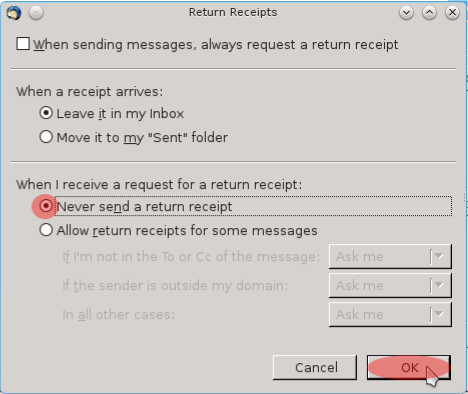 Return Receipts
When sending messages, always request a return receipt
When a receipt arrives:
Leave it in my Inbox
Move it to my "Sent" folder
When I receive a request for a return receipt:
Never send a return receipt
Allow return receipts for some messages
If I'm not in the To or Cc of the message: Ask me
If the sender is outside my domain: Ask me
In all other cases: Ask me
Cancel OK